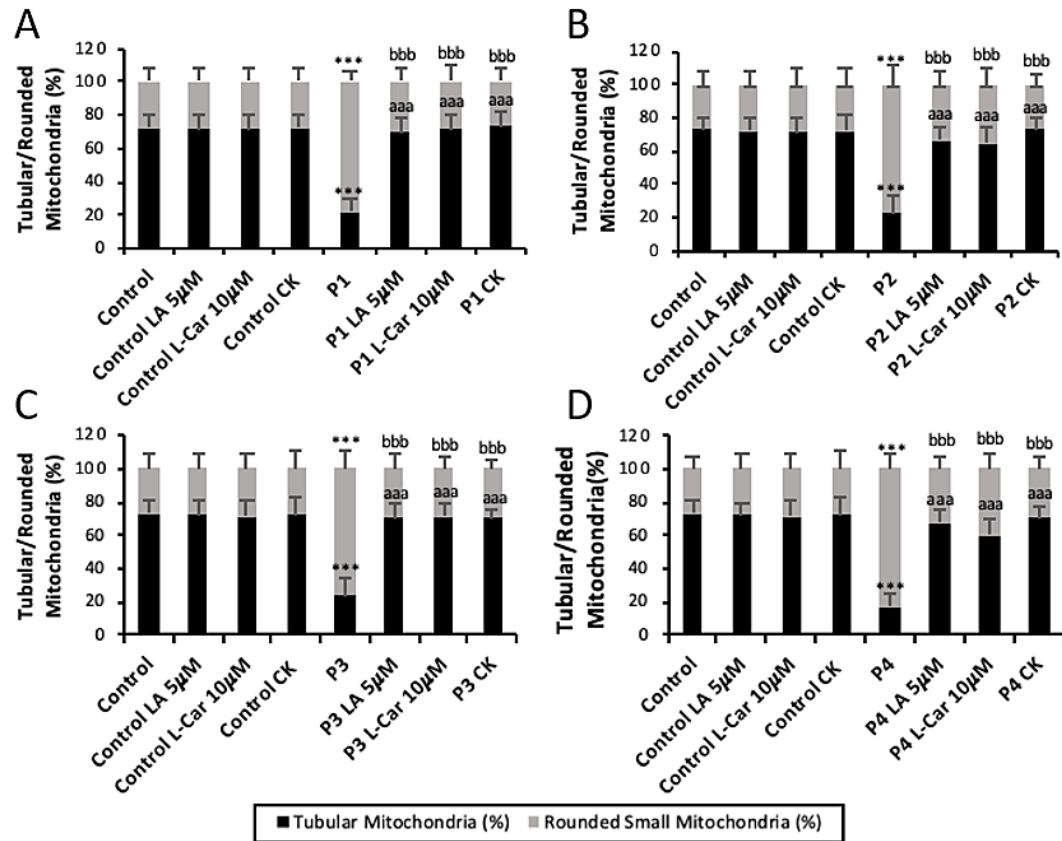 A
Tubular/Rounded
Mitochondria (%)
120
100
80
60
40
20
0
***
***
bbb
bbb
bbb
aaa
aaa
aaa
Control
Control LA 5µM
Control L-Car 10µM
Control CK
P1
P1 LA 5µM
P1 L-Car 10µM
P1 CK
B
Tubular/Rounded
Mitochondria (%)
120
100
80
60
40
20
0
***
***
bbb
bbb
bbb
aaa
aaa
aaa
Control
Control LA 5µM
Control L-Car 10µM
Control CK
P2
P2 LA 5µM
P2 L-Car 10µM
P2 CK
C
Tubular/Rounded
Mitochondria (%)
120
100
80
60
40
20
0
***
***
bbb
bbb
bbb
aaa
aaa
aaa
Control
Control LA 5µM
Control L-Car 10µM
Control CK
P3
P3 LA 5µM
P3 L-Car 10µM
P3 CK
D
Tubular/Rounded
Mitochondria(%)
120
100
80
60
40
20
0
***
***
bbb
bbb
bbb
aaa
aaa
aaa
Control
Control LA 5µM
Control L-Car 10µM
Control CK
P4
P4 LA 5µM
P4 L-Car 10µM
P4 CK
Tubular Mitochondria (%)
Rounded Small Mitochondria (%)